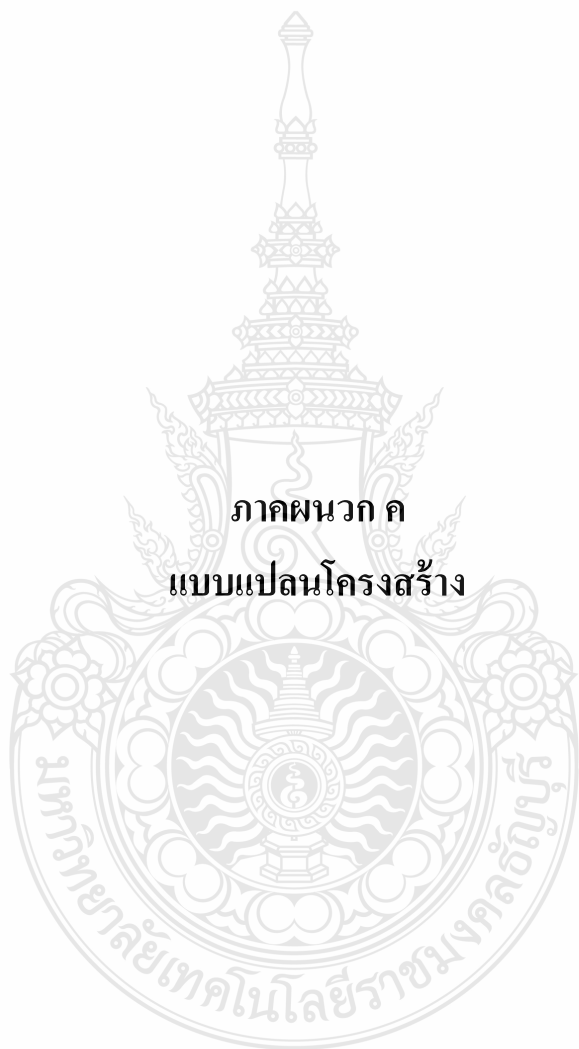 ภาคผนวก ค
แบบแปลนโครงสร้าง
มหาวิทยาลัยเทคโนโลยีราชมงคลธัญบุรี